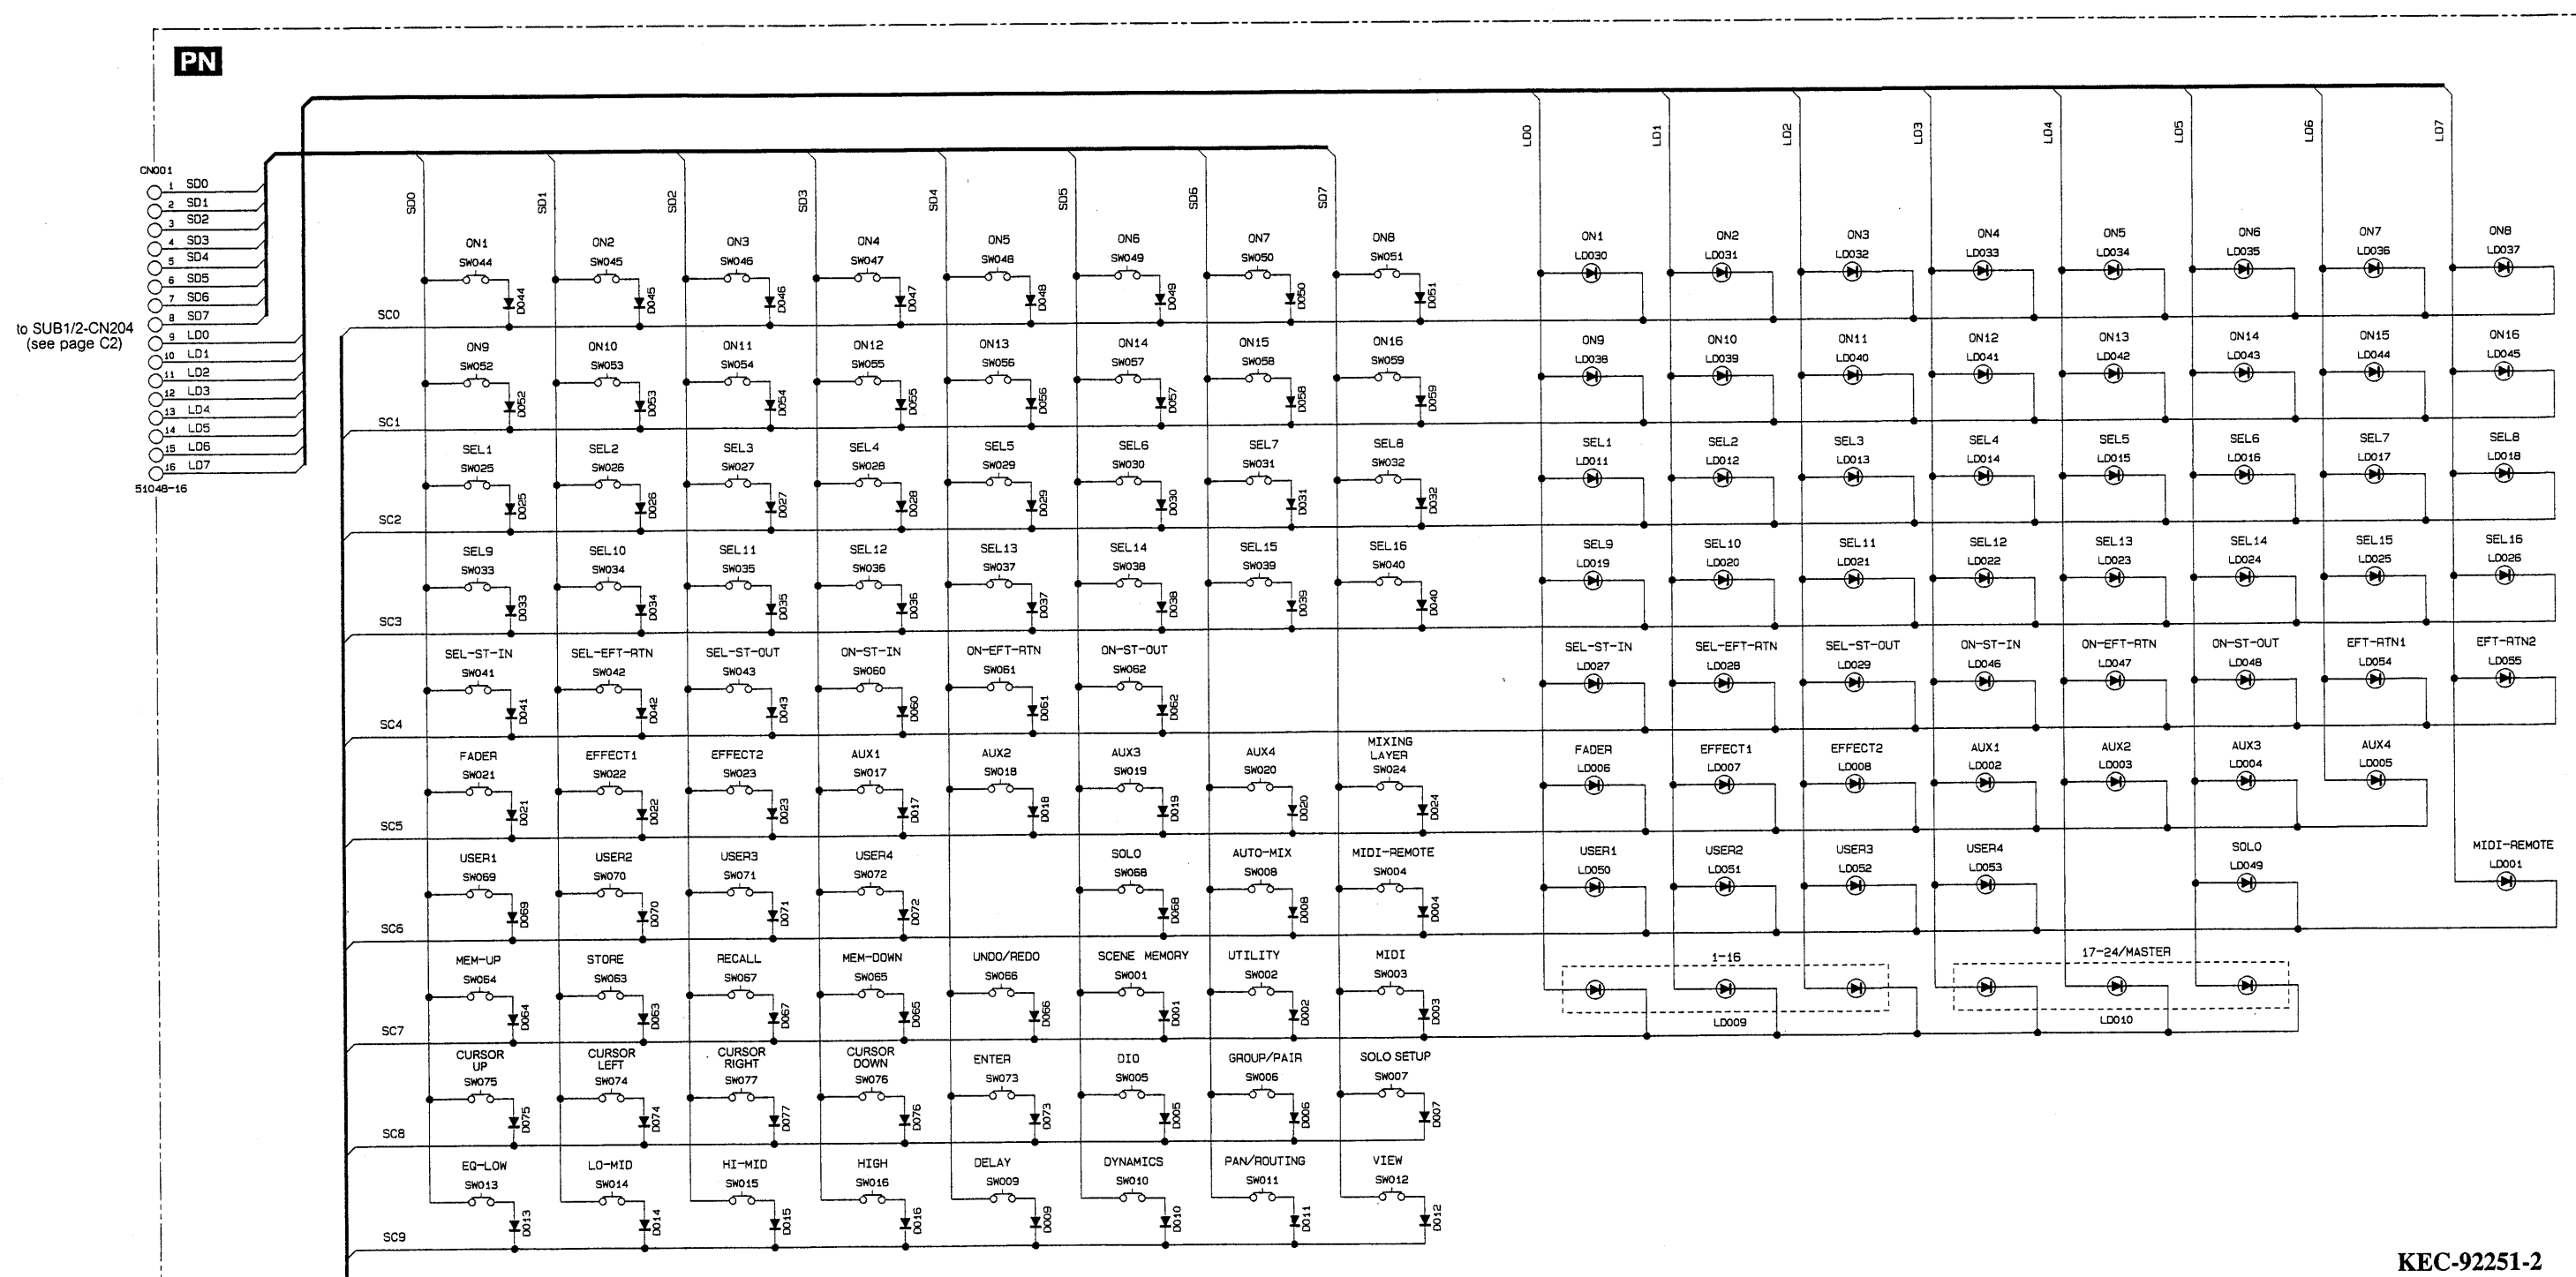 PN
CN001
1 SD0
2 SD1
3 SD2
4 SD3
5 SD4
6 SD5
7 SD6
8 SD7
9 LD0
10 LD1
11 LD2
12 LD3
13 LD4
14 LD5
15 LD6
16 LD7
51048-16
to SUB1/2-CN204
(see page C2)
SD0 SD1 SD2 SD3 SD4 SD5 SD6 SD7
LD0 LD1 LD2 LD3 LD4 LD5 LD6 LD7
ON1 ON2 ON3 ON4 ON5 ON6 ON7 ON8
SW044 SW045 SW046 SW047 SW048 SW049 SW050 SW051
D044 D045 D046 D047 D048 D049 D050 D051
ON1 ON2 ON3 ON4 ON5 ON6 ON7 ON8
LD030 LD031 LD032 LD033 LD034 LD035 LD036 LD037
SC0
ON9 ON10 ON11 ON12 ON13 ON14 ON15 ON16
SW052 SW053 SW054 SW055 SW056 SW057 SW058 SW059
D052 D053 D054 D055 D056 D057 D058 D059
ON9 ON10 ON11 ON12 ON13 ON14 ON15 ON16
LD038 LD039 LD040 LD041 LD042 LD043 LD044 LD045
SC1
SEL1 SEL2 SEL3 SEL4 SEL5 SEL6 SEL7 SEL8
SW025 SW026 SW027 SW028 SW029 SW030 SW031 SW032
D025 D026 D027 D028 D029 D030 D031 D032
SEL1 SEL2 SEL3 SEL4 SEL5 SEL6 SEL7 SEL8
LD011 LD012 LD013 LD014 LD015 LD016 LD017 LD018
SC2
SEL9 SEL10 SEL11 SEL12 SEL13 SEL14 SEL15 SEL16
SW033 SW034 SW035 SW036 SW037 SW038 SW039 SW040
D033 D034 D035 D036 D037 D038 D039 D040
SEL9 SEL10 SEL11 SEL12 SEL13 SEL14 SEL15 SEL16
LD019 LD020 LD021 LD022 LD023 LD024 LD025 LD026
SC3
SEL-ST-IN SEL-EFT-RTN SEL-ST-OUT ON-ST-IN ON-EFT-RTN ON-ST-OUT
SW041 SW042 SW043 SW060 SW061 SW062
D041 D042 D043 D060 D061 D062
SEL-ST-IN SEL-EFT-RTN SEL-ST-OUT ON-ST-IN ON-EFT-RTN ON-ST-OUT EFT-RTN1 EFT-RTN2
LD027 LD028 LD029 LD046 LD047 LD048 LD054 LD055
SC4
FADER EFFECT1 EFFECT2 AUX1 AUX2 AUX3 AUX4 MIXING LAYER
SW021 SW022 SW023 SW017 SW018 SW019 SW020 SW024
D021 D022 D023 D017 D018 D019 D020 D024
FADER EFFECT1 EFFECT2 AUX1 AUX2 AUX3 AUX4
LD006 LD007 LD008 LD002 LD003 LD004 LD005
SC5
USER1 USER2 USER3 USER4 SOLO AUTO-MIX MIDI-REMOTE
SW069 SW070 SW071 SW072 SW068 SW008 SW004
D069 D070 D071 D072 D068 D008 D004
USER1 USER2 USER3 USER4 SOLO MIDI-REMOTE
LD050 LD051 LD052 LD053 LD049 LD001
SC6
MEM-UP STORE RECALL MEM-DOWN UNDO/REDO SCENE MEMORY UTILITY MIDI
SW064 SW063 SW067 SW065 SW066 SW001 SW002 SW003
D064 D063 D067 D065 D066 D001 D002 D003
1-16 17-24/MASTER
LD009 LD010
SC7
CURSOR UP CURSOR LEFT CURSOR RIGHT CURSOR DOWN ENTER DIO GROUP/PAIR SOLO SETUP
SW075 SW074 SW077 SW076 SW073 SW005 SW006 SW007
D075 D074 D077 D076 D073 D005 D006 D007
SC8
EQ-LOW LO-MID HI-MID HIGH DELAY DYNAMICS PAN/ROUTING VIEW
SW013 SW014 SW015 SW016 SW009 SW010 SW011 SW012
D013 D014 D015 D016 D009 D010 D011 D012
SC9
KEC-92251-2